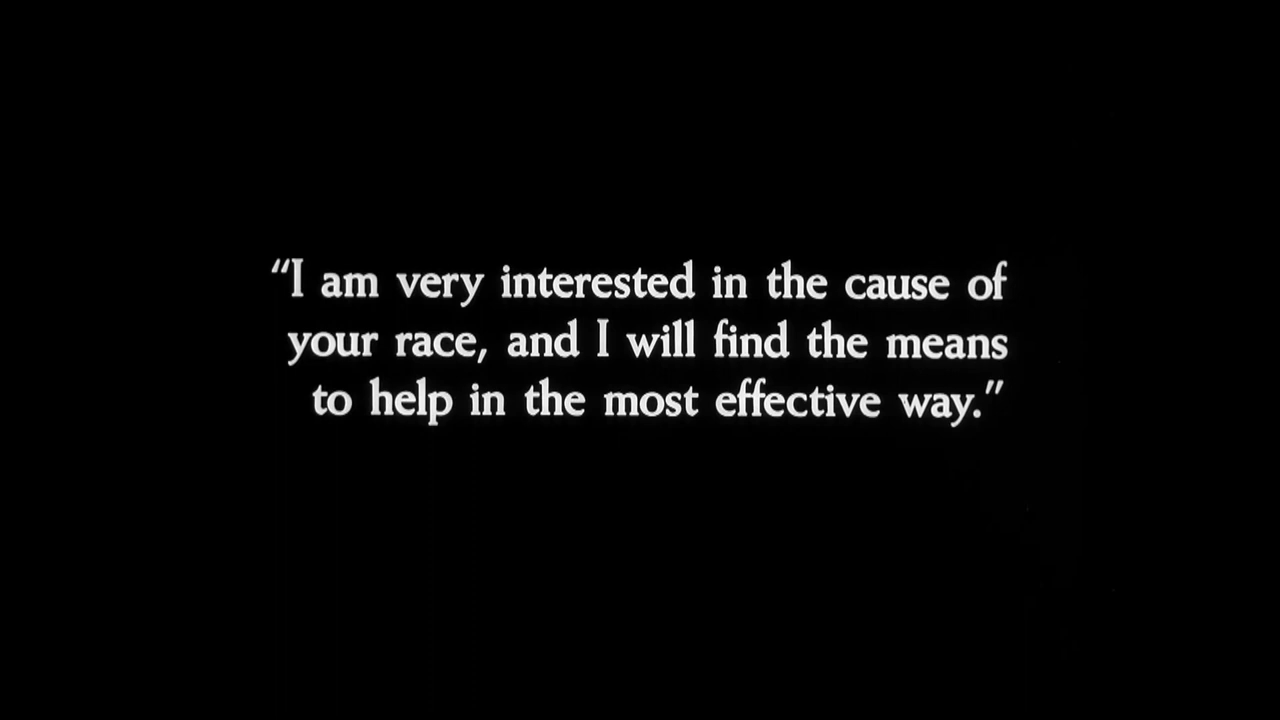 “I am very interested in the cause of
your race, and I will find the means
to help in the most effective way.”